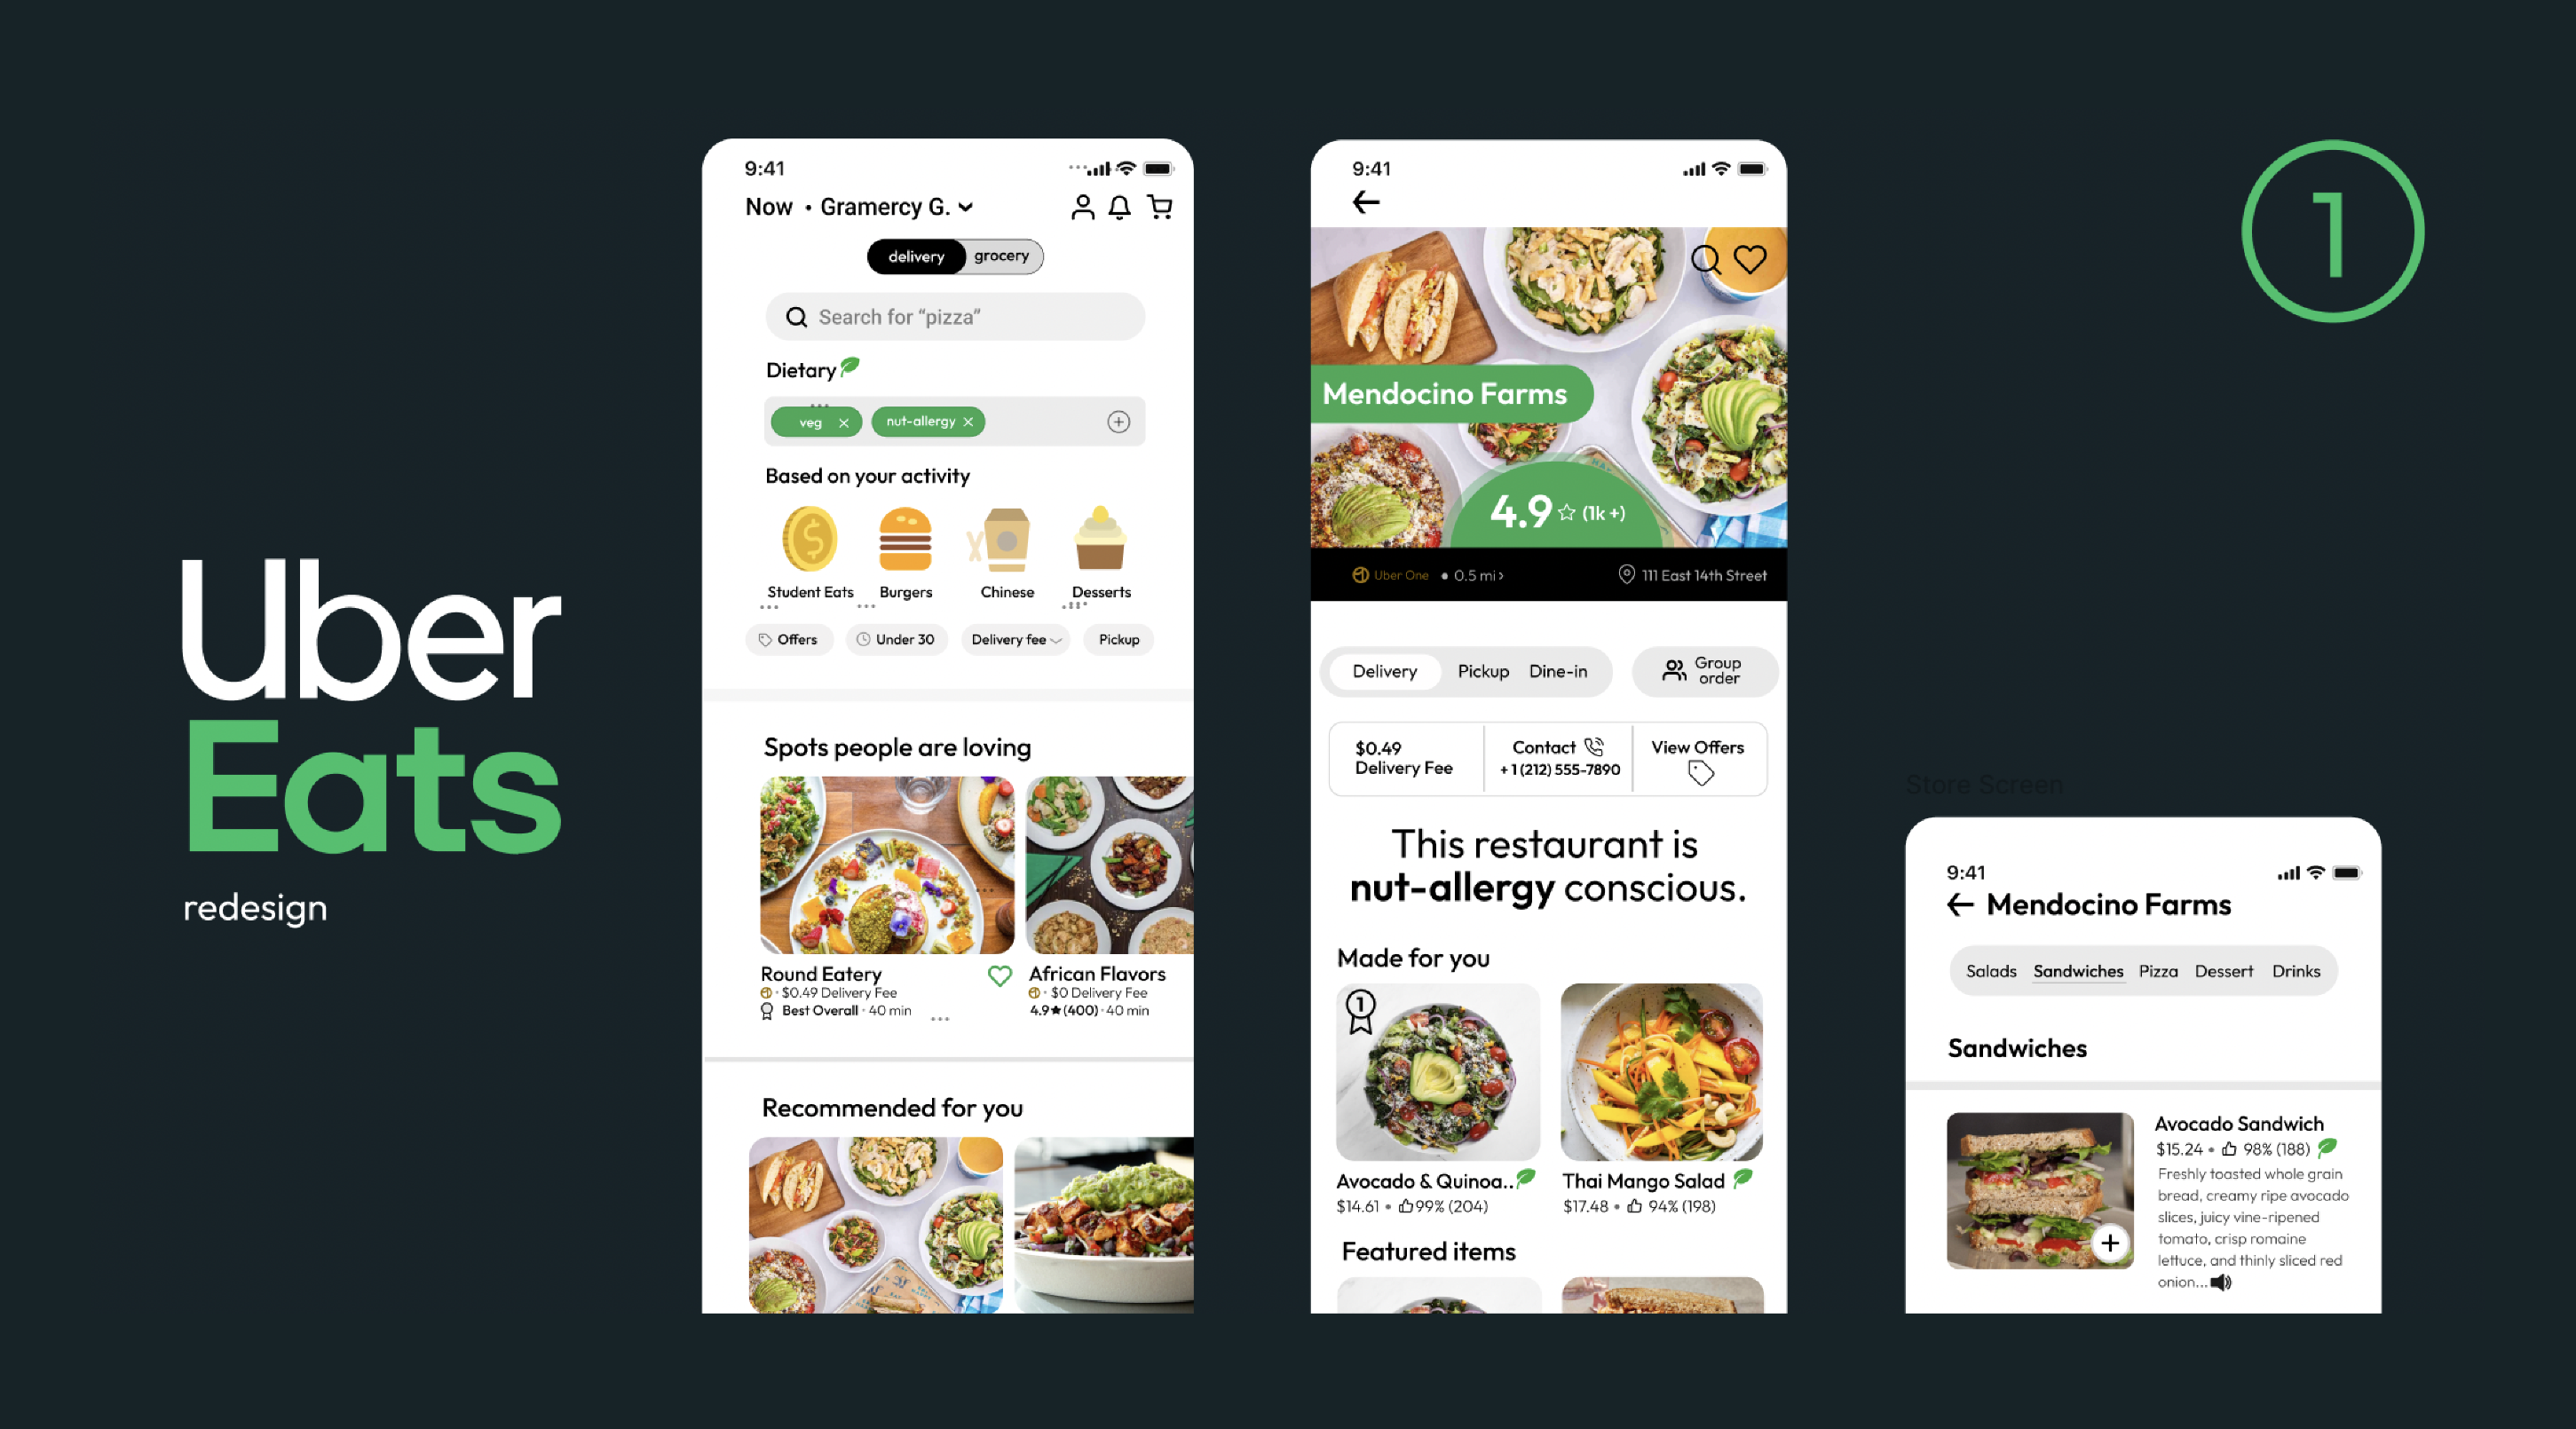 Uber
Eats
redesign
9:41
Now • Gramercy G.
delivery grocery
Search for “pizza”
Dietary
veg × nut-allergy ×
Based on your activity
Student Eats Burgers Chinese Desserts
Offers Under 30 Delivery fee Pickup
Spots people are loving
Round Eatery
· $0.49 Delivery Fee
Best Overall · 40 min
African Flavors
· $0 Delivery Fee
4.9★(400) · 40 min
Recommended for you
9:41
Mendocino Farms
4.9 ☆ (1k +)
Uber One • 0.5 mi › 111 East 14th Street
Delivery Pickup Dine-in
Group
order
$0.49
Delivery Fee
Contact
+ 1 (212) 555-7890
View Offers
This restaurant is
nut-allergy conscious.
Made for you
1
Avocado & Quinoa..
$14.61 • 99% (204)
Thai Mango Salad
$17.48 • 94% (198)
Featured items
1
Store Screen
9:41
← Mendocino Farms
Salads Sandwiches Pizza Dessert Drinks
Sandwiches
Avocado Sandwich
$15.24 • 98% (188)
Freshly toasted whole grain
bread, creamy ripe avocado
slices, juicy vine-ripened
tomato, crisp romaine
lettuce, and thinly sliced red
onion...